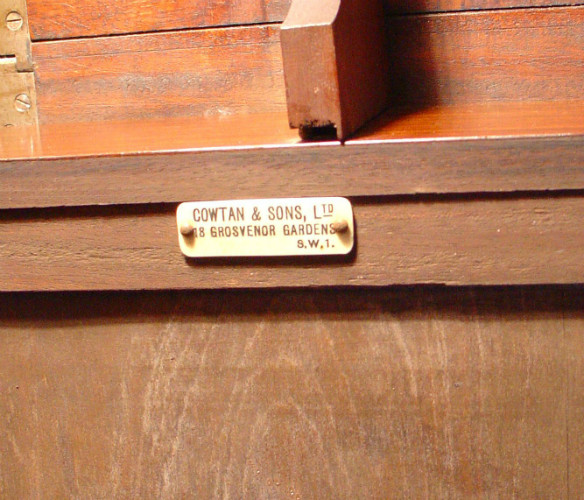 COWTAN & SONS, LTD
18 GROSVENOR GARDENS
S.W.1.